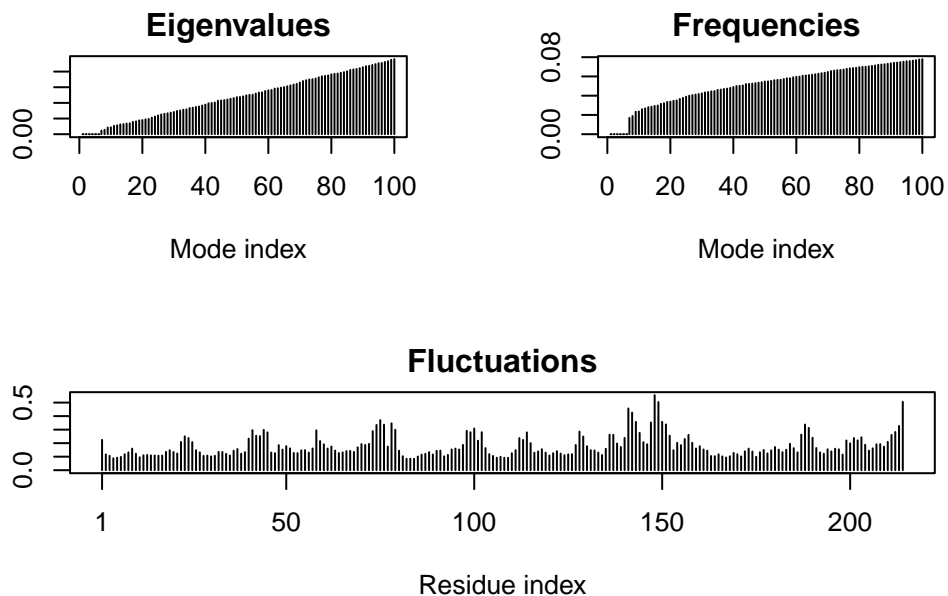 Eigenvalues
0.00
0 20 40 60 80 100
Mode index
Frequencies
0.00 0.08
0 20 40 60 80 100
Mode index
Fluctuations
0.0 0.5
1 50 100 150 200
Residue index